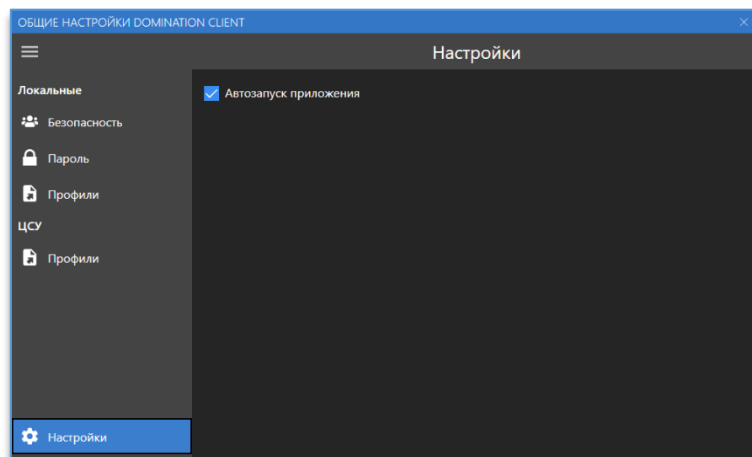 ОБЩИЕ НАСТРОЙКИ DOMINATION CLIENT
Настройки
Локальные
Автозапуск приложения
Безопасность
Пароль
Профили
ЦСУ
Профили
Настройки